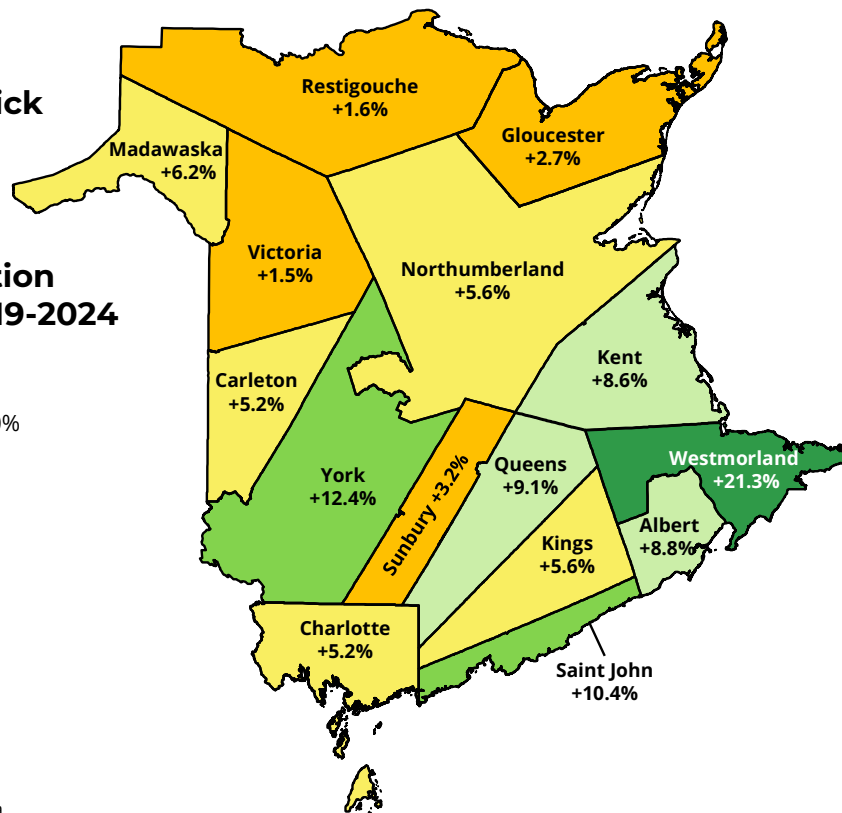 Restigouche
+1.6%
Gloucester
+2.7%
Madawaska
+6.2%
Victoria
+1.5%
Northumberland
+5.6%
19-2024
Kent
+8.6%
Carleton
+5.2%
%
Westmorland
+21.3%
York
+12.4%
Sunbury +3.2%
Queens
+9.1%
Albert
+8.8%
Kings
+5.6%
Charlotte
+5.2%
Saint John
+10.4%